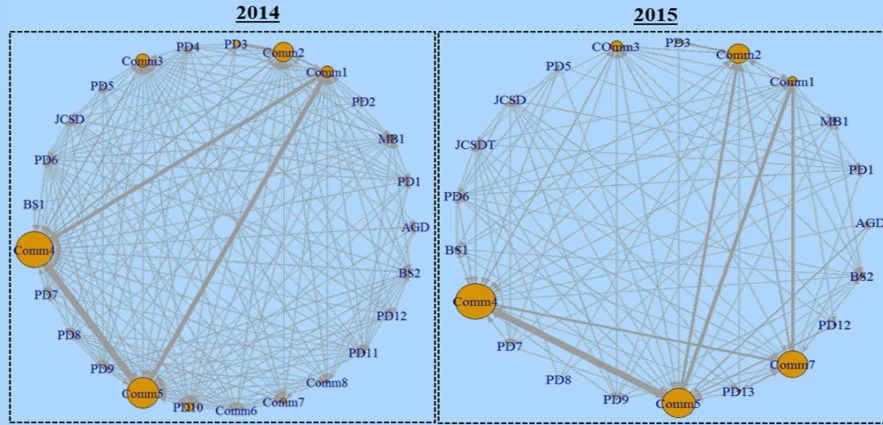 2014
PD4
PD3
Comm2
Comm3
Comm1
PD5
PD2
JCSD
MB1
PD6
PD1
BS1
AGD
Comm4
BS2
PD7
PD12
PD8
PD11
PD9
Comm8
Comm5
PD10
Comm6
Comm7
2015
COmm3
PD3
Comm2
PD5
Comm1
JCSD
MB1
JCSDT
PD1
PD6
AGD
BS1
BS2
Comm4
PD12
PD7
Comm7
PD8
PD13
PD9
Comm5